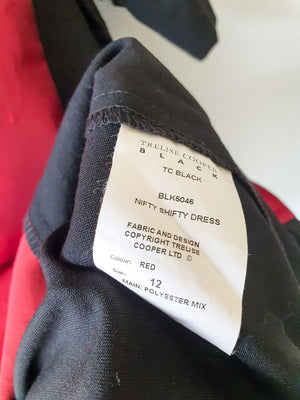 TRELISE COOPER
BLACK
TC BLACK
BLK5046
NIFTY SHIFTY DRESS
FABRIC AND DESIGN
COPYRIGHT TRELISE
COOPER LTD ©
Colour: RED
Size: 12
MAIN: POLYESTER MIX